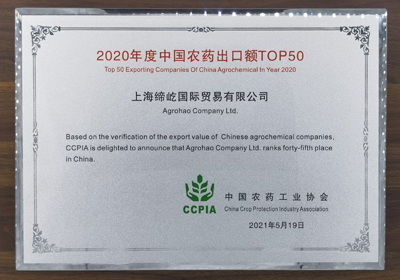 2020年度中国农药出口额TOP50
Top 50 Exporting Companies Of China Agrochemical In Year 2020
上海缔屹国际贸易有限公司
Agrohao Company Ltd.
Based on the verification of the export value of Chinese agrochemical companies,
CCPIA is delighted to announce that Agrohao Company Ltd. ranks forty-fifth place
in China.
CCPIA
中国农药工业协会
China Crop Protection Industry Association
2021年5月19日